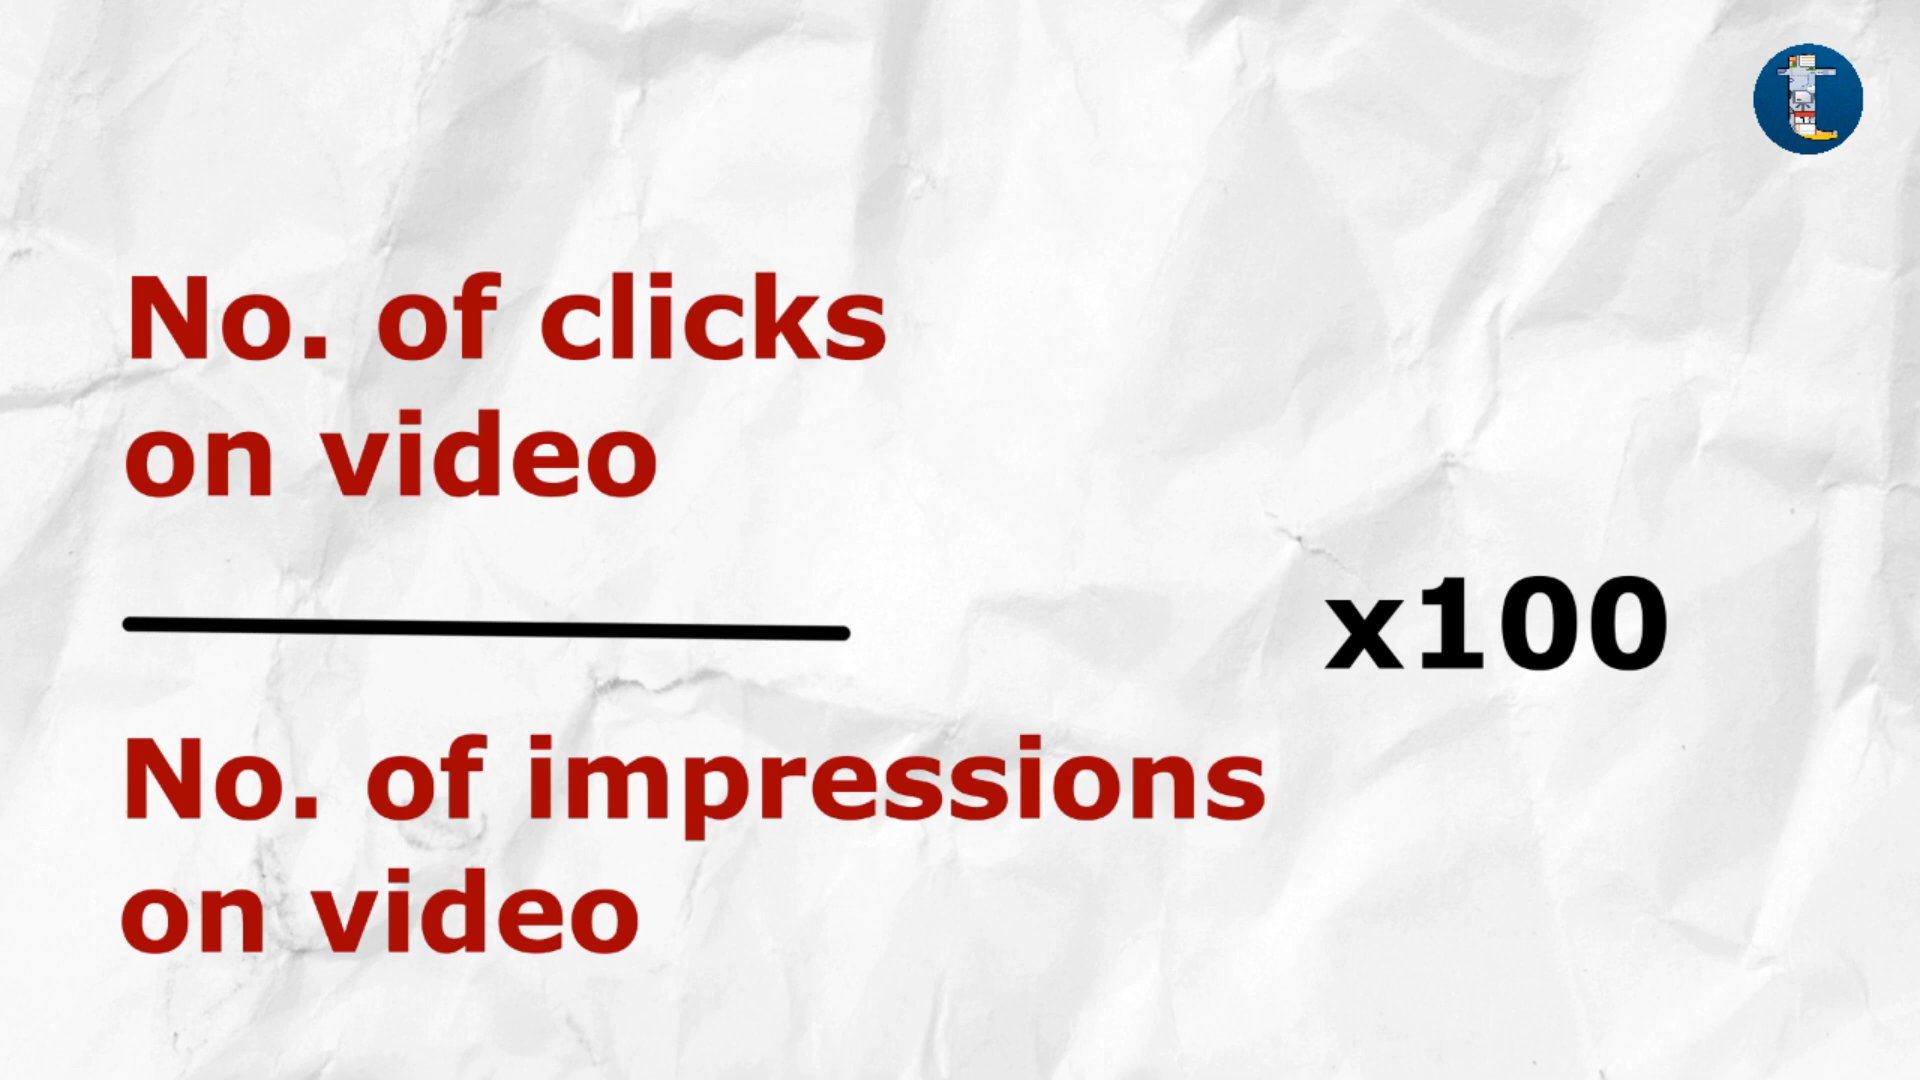 No. of clicks
on video
x100
No. of impressions
on video